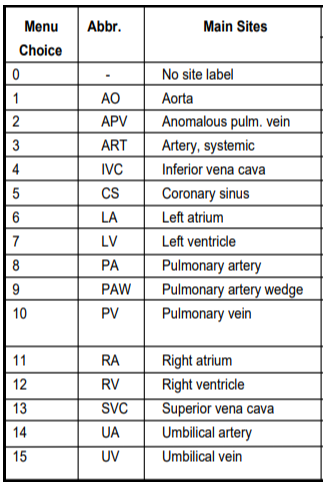 Menu Choice Abbr. Main Sites
0 - No site label
1 AO Aorta
2 APV Anomalous pulm. vein
3 ART Artery, systemic
4 IVC Inferior vena cava
5 CS Coronary sinus
6 LA Left atrium
7 LV Left ventricle
8 PA Pulmonary artery
9 PAW Pulmonary artery wedge
10 PV Pulmonary vein
11 RA Right atrium
12 RV Right ventricle
13 SVC Superior vena cava
14 UA Umbilical artery
15 UV Umbilical vein